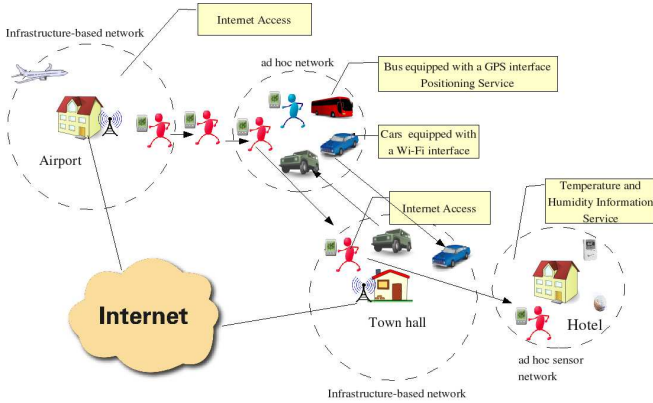 Internet Access
Infrastructure-based network
ad hoc network
Bus equipped with a GPS interface
Positioning Service
Cars equipped with
a Wi-Fi interface
Airport
Temperature and
Humidity Information
Service
Internet Access
Internet
Town hall
Hotel
ad hoc sensor
network
Infrastructure-based network